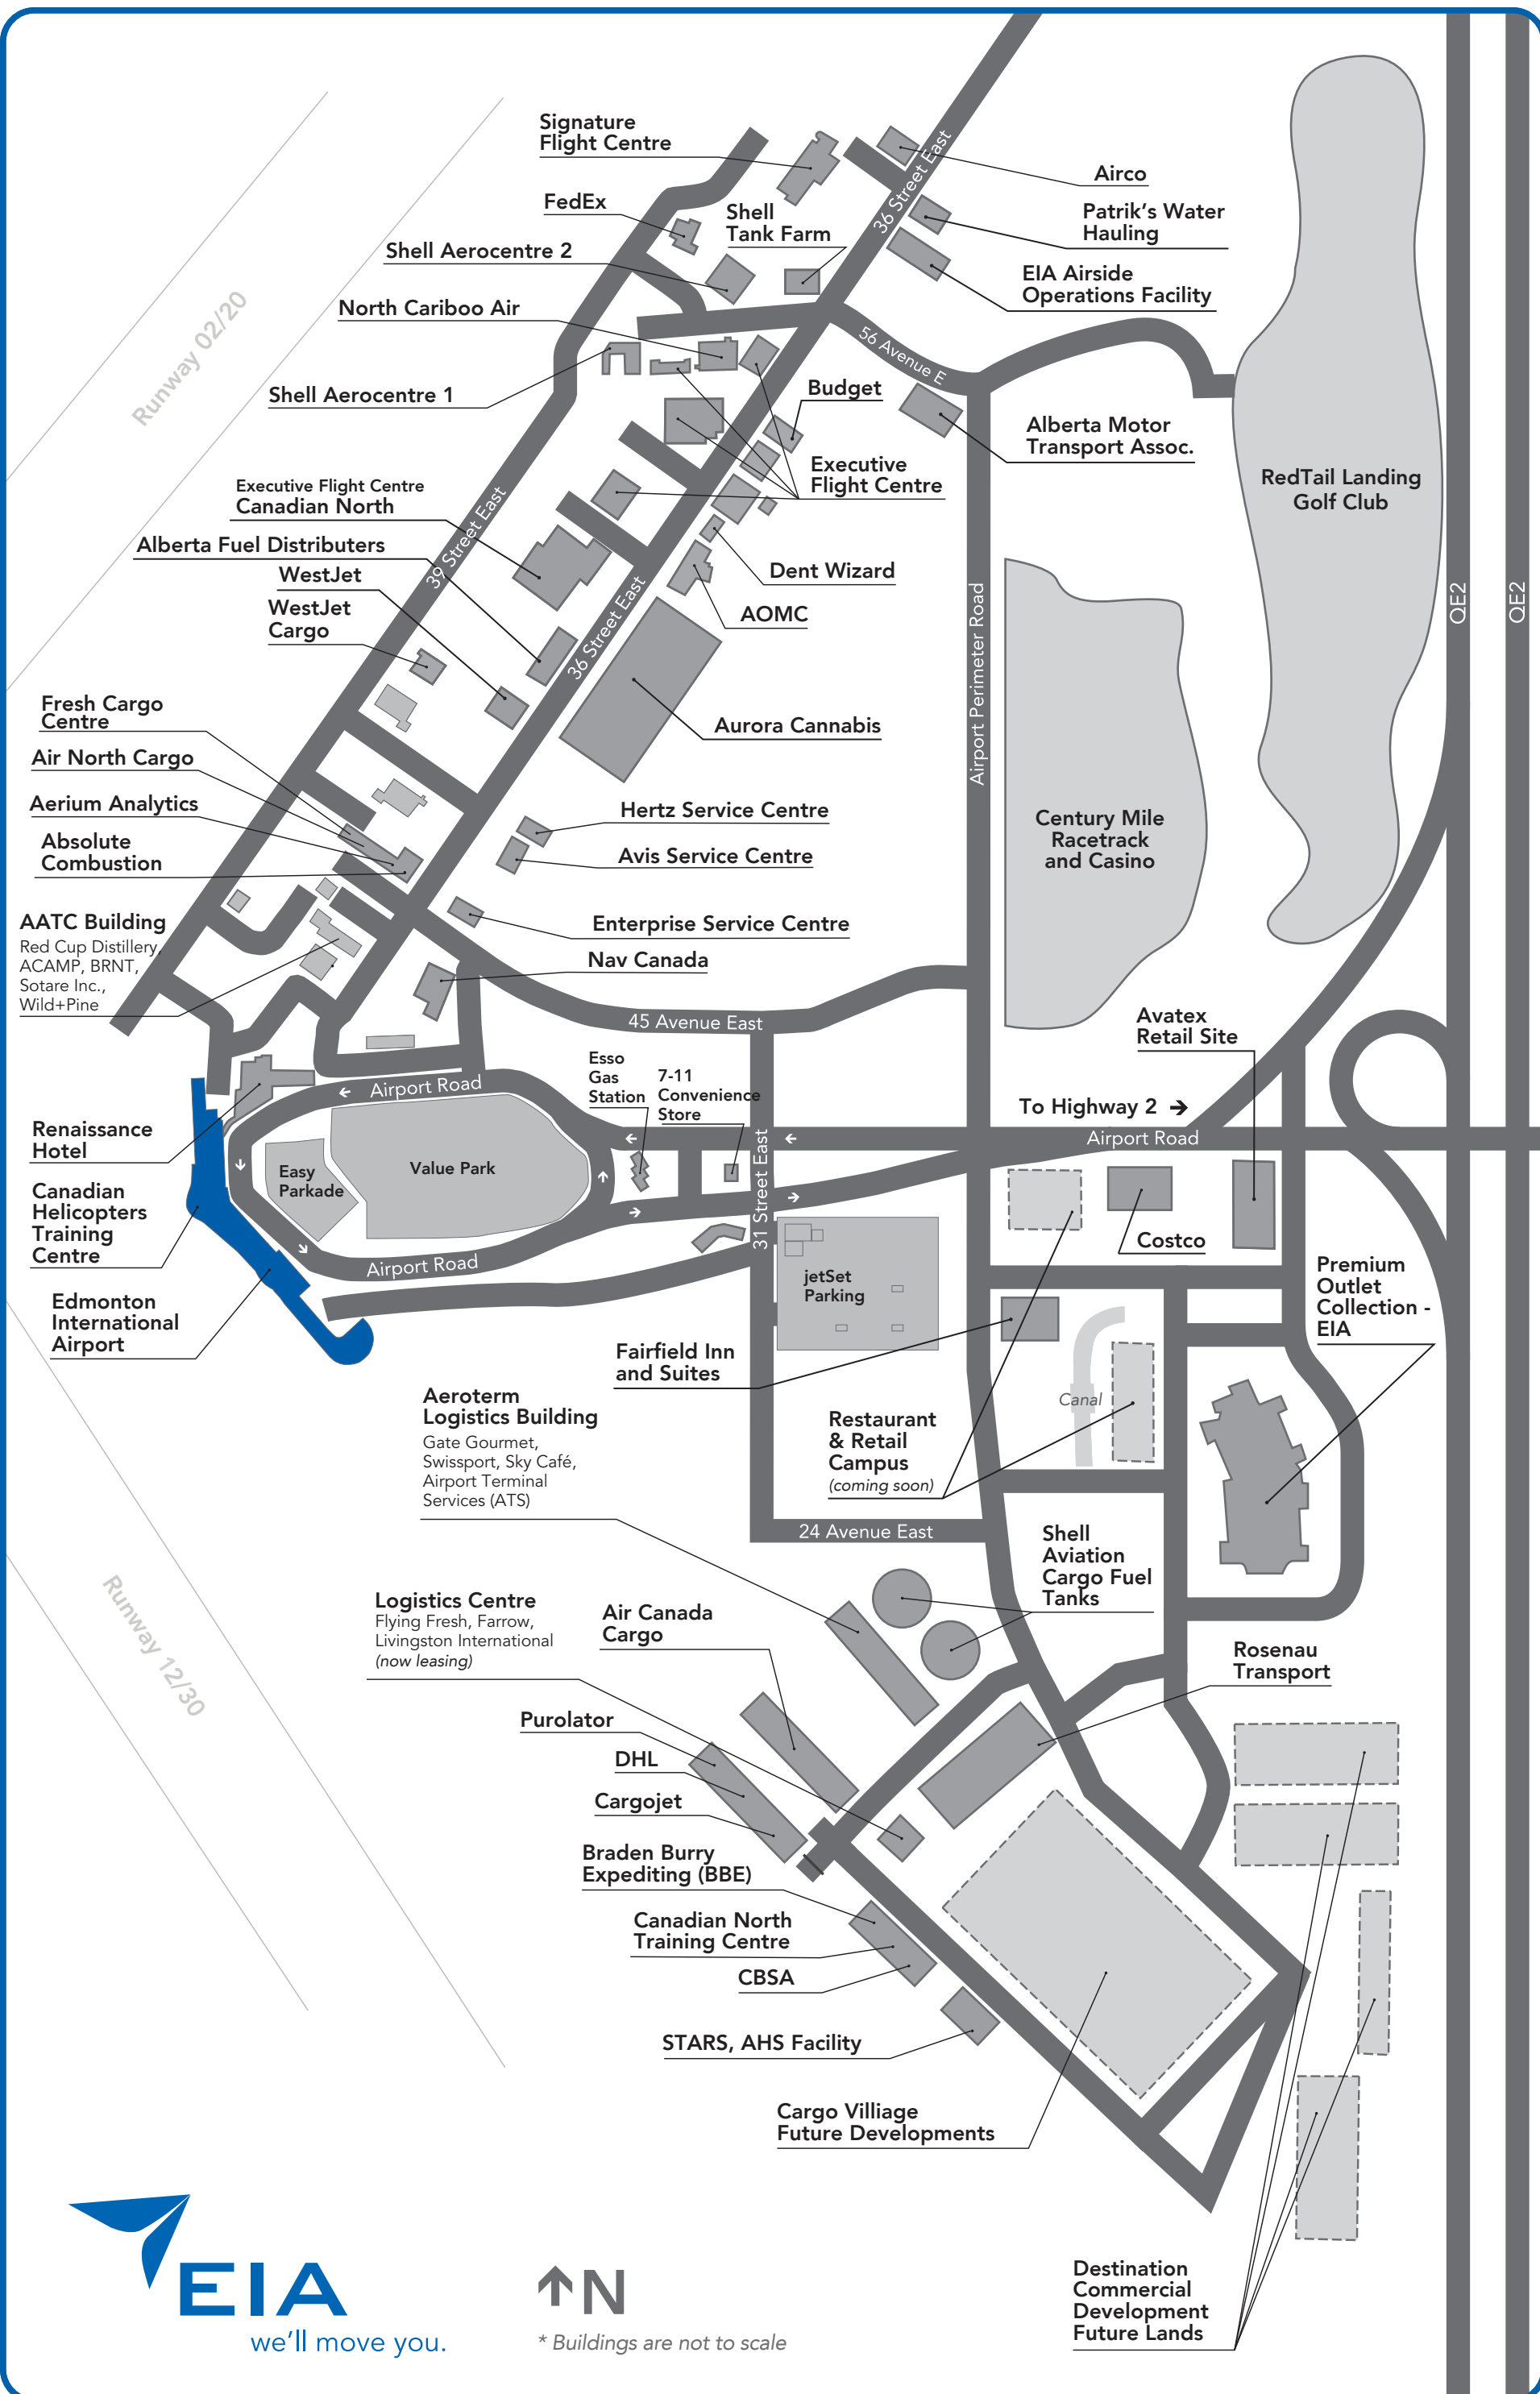 Signature
Flight Centre
FedEx
Shell Aerocentre 2
North Cariboo Air
Shell Aerocentre 1
Shell
Tank Farm
36 Street East
Airco
Patrik's Water
Hauling
EIA Airside
Operations Facility
56 Avenue E
Runway 02/20
Budget
Alberta Motor
Transport Assoc.
Executive
Flight Centre
Executive Flight Centre
Canadian North
Alberta Fuel Distributers
WestJet
WestJet
Cargo
39 Street East
36 Street East
Dent Wizard
AOMC
Aurora Cannabis
Airport Perimeter Road
RedTail Landing
Golf Club
QE2
QE2
Century Mile
Racetrack
and Casino
Fresh Cargo
Centre
Air North Cargo
Aerium Analytics
Absolute
Combustion
AATC Building
Red Cup Distillery,
ACAMP, BRNT,
Sotare Inc.,
Wild+Pine
Hertz Service Centre
Avis Service Centre
Enterprise Service Centre
Nav Canada
45 Avenue East
Avatex
Retail Site
Esso
Gas
Station
7-11
Convenience
Store
Airport Road
To Highway 2 →
Airport Road
31 Street East
Renaissance
Hotel
Easy
Parkade
Value Park
Canadian
Helicopters
Training
Centre
Airport Road
Edmonton
International
Airport
Costco
jetSet
Parking
Premium
Outlet
Collection -
EIA
Fairfield Inn
and Suites
Canal
Restaurant
& Retail
Campus
(coming soon)
Aeroterm
Logistics Building
Gate Gourmet,
Swissport, Sky Café,
Airport Terminal
Services (ATS)
24 Avenue East
Shell
Aviation
Cargo Fuel
Tanks
Runway 12/30
Logistics Centre
Flying Fresh, Farrow,
Livingston International
(now leasing)
Air Canada
Cargo
Rosenau
Transport
Purolator
DHL
Cargojet
Braden Burry
Expediting (BBE)
Canadian North
Training Centre
CBSA
STARS, AHS Facility
Cargo Villiage
Future Developments
Destination
Commercial
Development
Future Lands
EIA
we'll move you.
N
* Buildings are not to scale